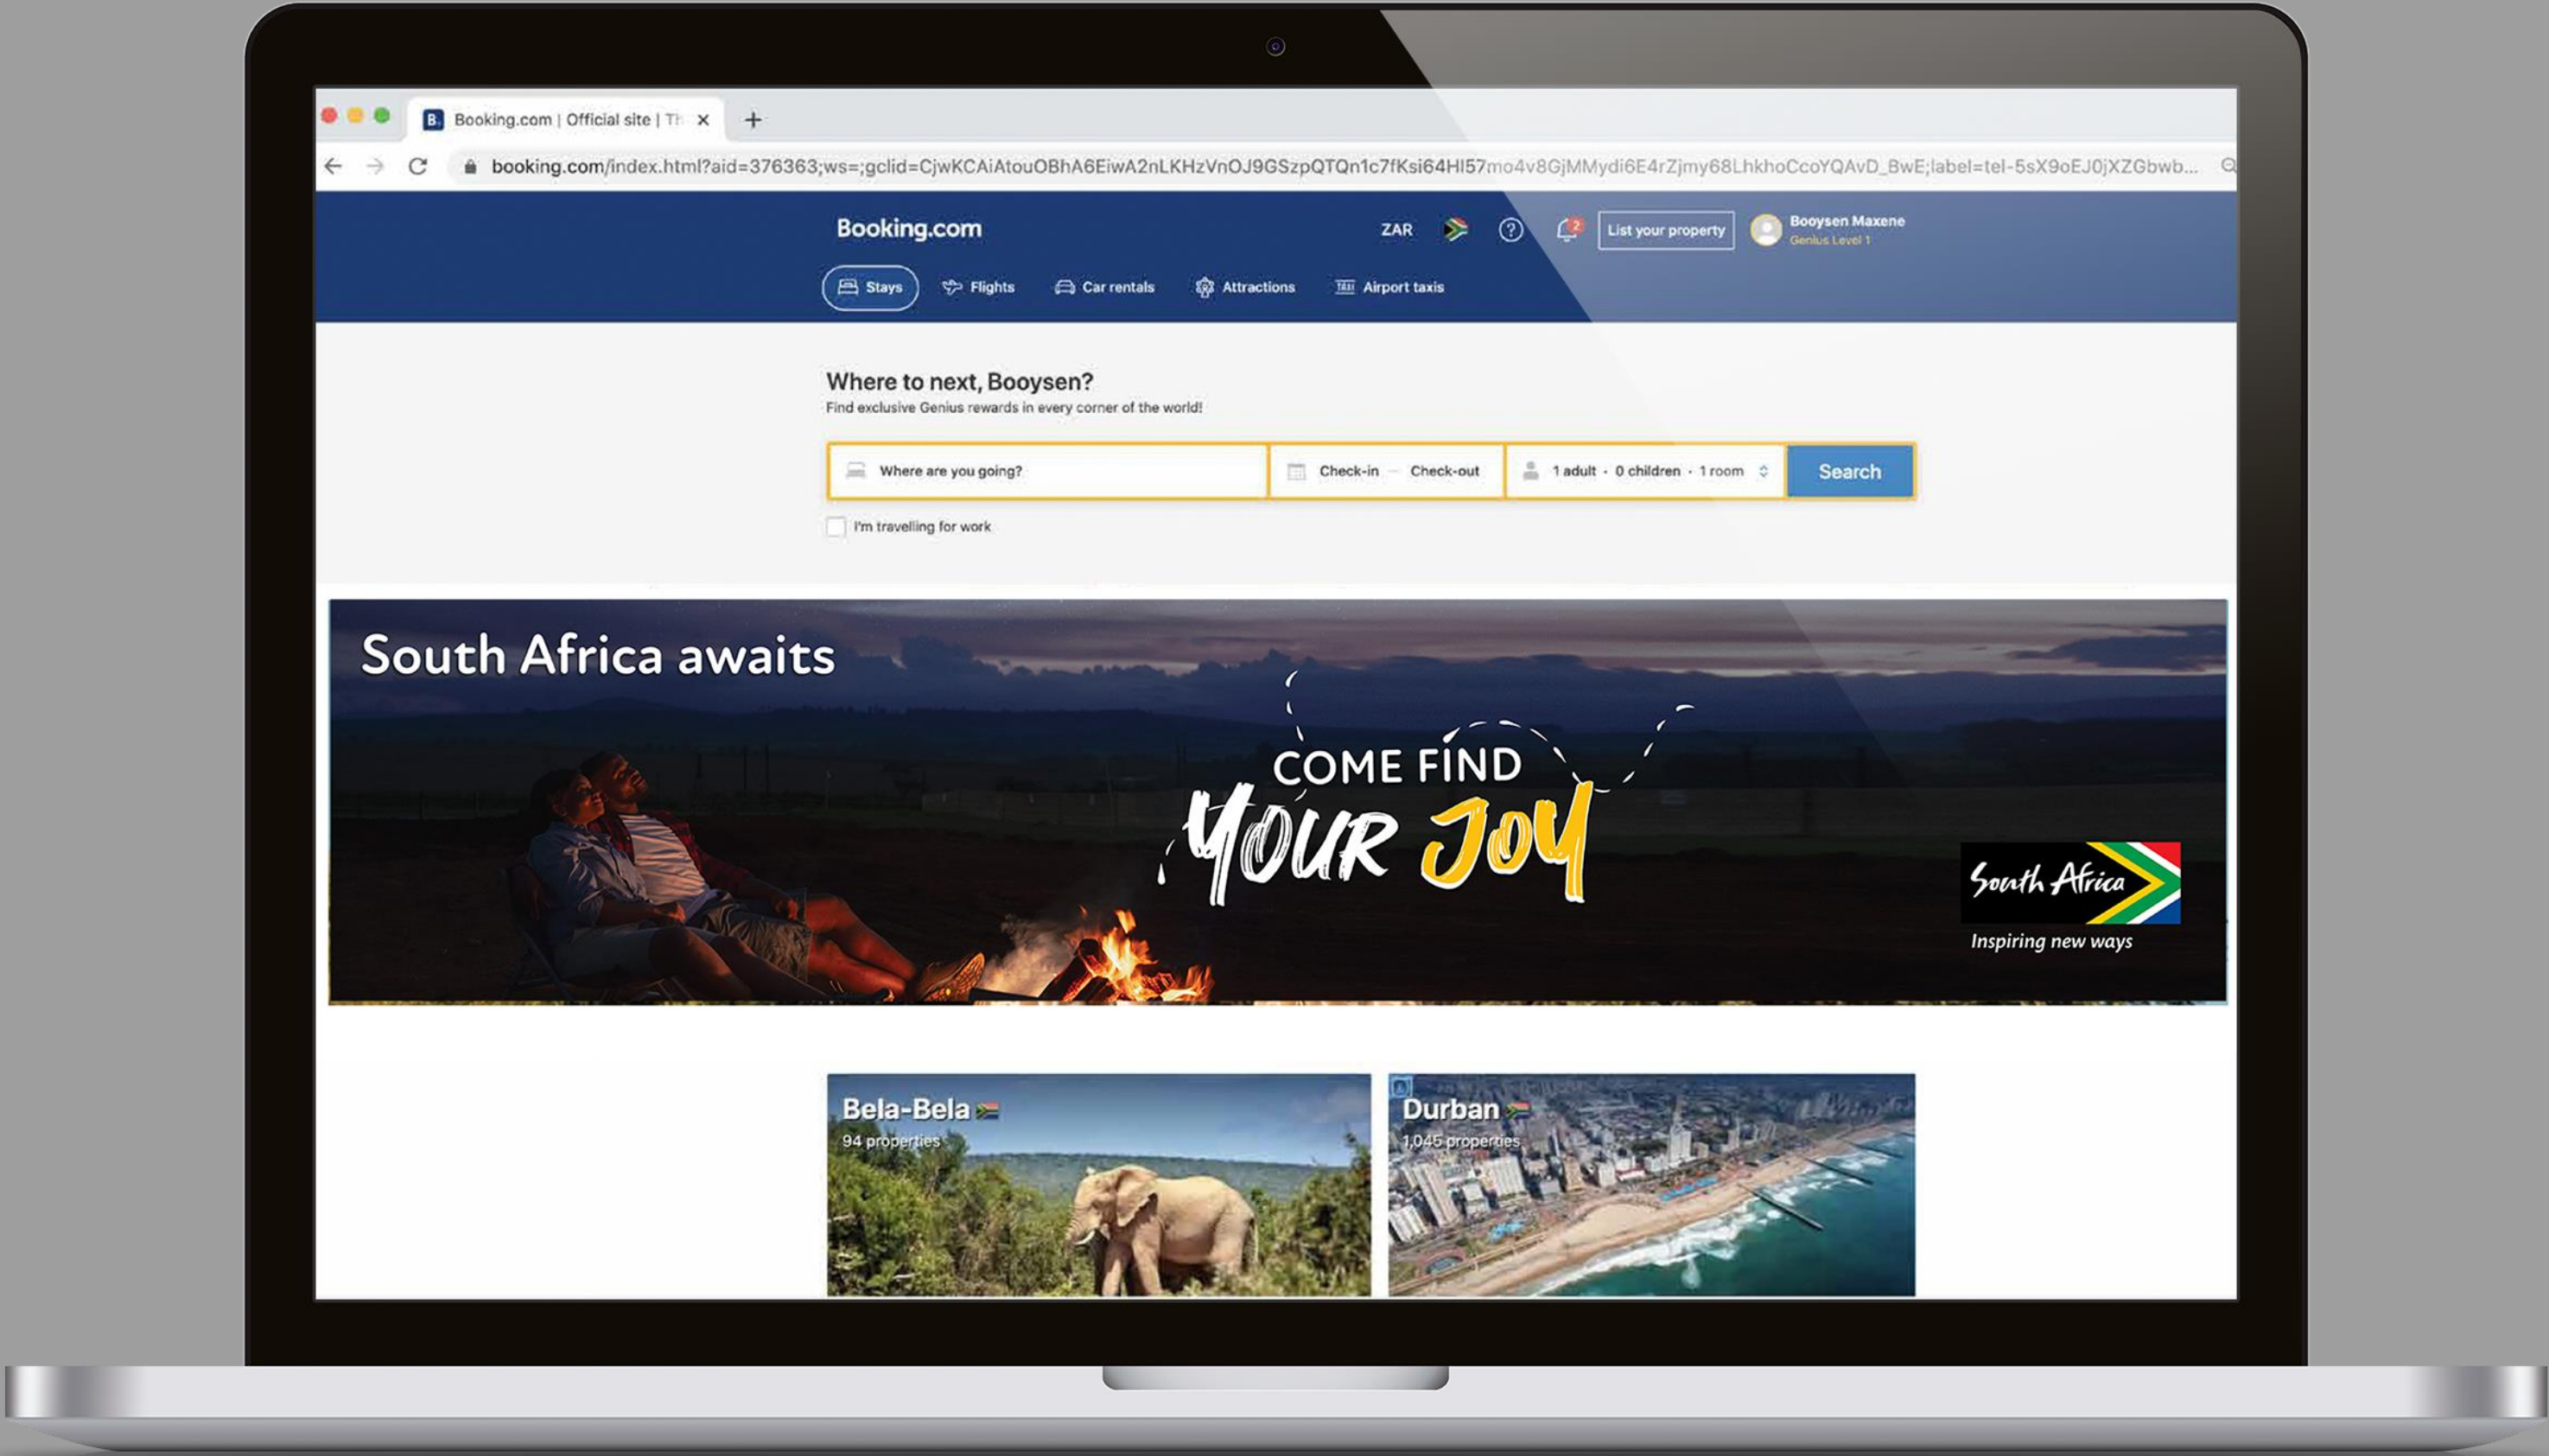 B. Booking.com | Official site | Th
booking.com/index.html?aid=376363;ws=;gclid=CjwKCAiAtouOBhA6EiwA2nLKHzVnOJ9GSzpQTQn1c7fKsi64HI57mo4v8GjMMydi6E4rZjmy68LhkhoCcoYQAvD_BwE;label=tel-5sX9oEJ0jXZGbwb...
Booking.com ZAR ? 2 List your property Booysen Maxene
Genius Level 1
Stays Flights Car rentals Attractions TAXI Airport taxis
Where to next, Booysen?
Find exclusive Genius rewards in every corner of the world!
Where are you going? Check-in — Check-out 1 adult · 0 children · 1 room Search
I'm travelling for work
South Africa awaits
COME FIND
YOUR JOY
South Africa
Inspiring new ways
Bela-Bela Durban
94 properties 1,045 properties